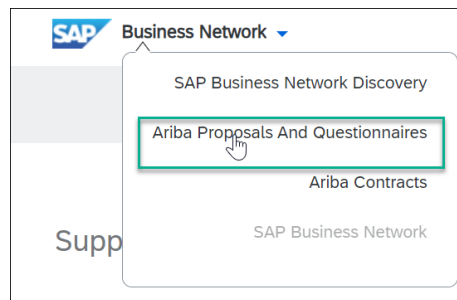 SAP Business Network
SAP Business Network Discovery
Ariba Proposals And Questionnaires
Ariba Contracts
SAP Business Network
Supp